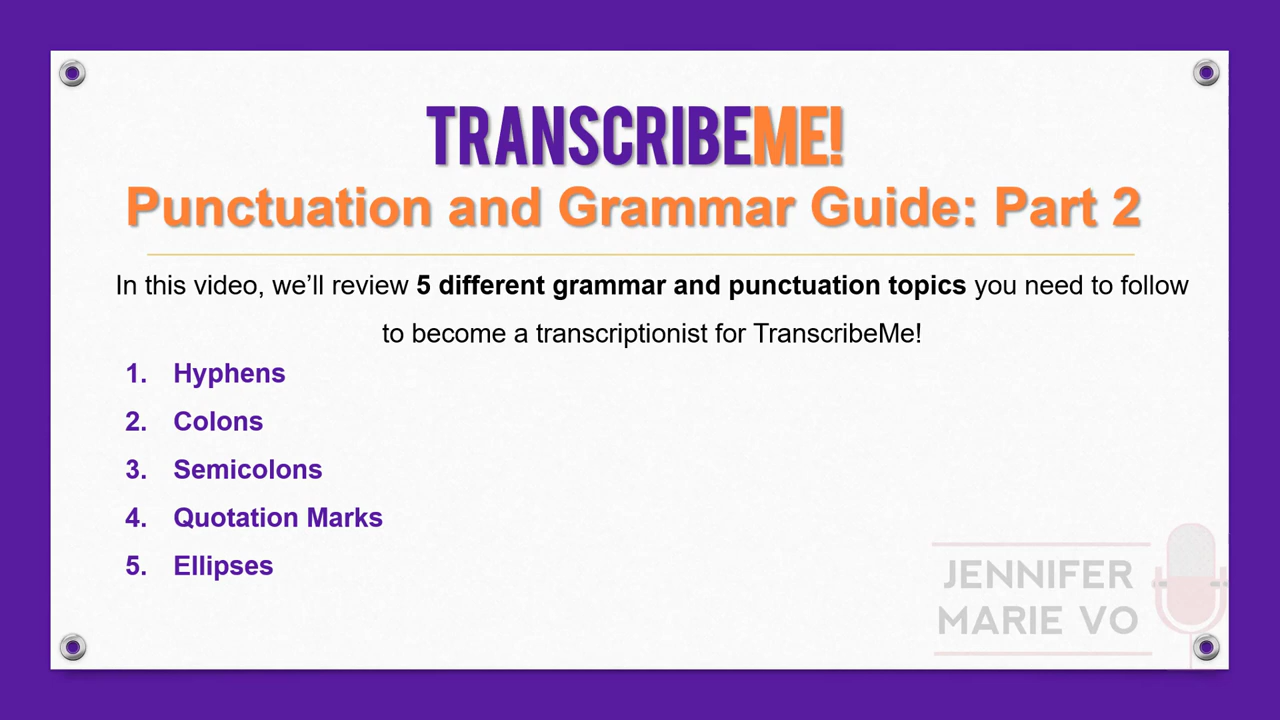 TRANSCRIBEME!
Punctuation and Grammar Guide: Part 2
In this video, we’ll review 5 different grammar and punctuation topics you need to follow
to become a transcriptionist for TranscribeMe!
1. Hyphens
2. Colons
3. Semicolons
4. Quotation Marks
5. Ellipses
JENNIFER
MARIE VO